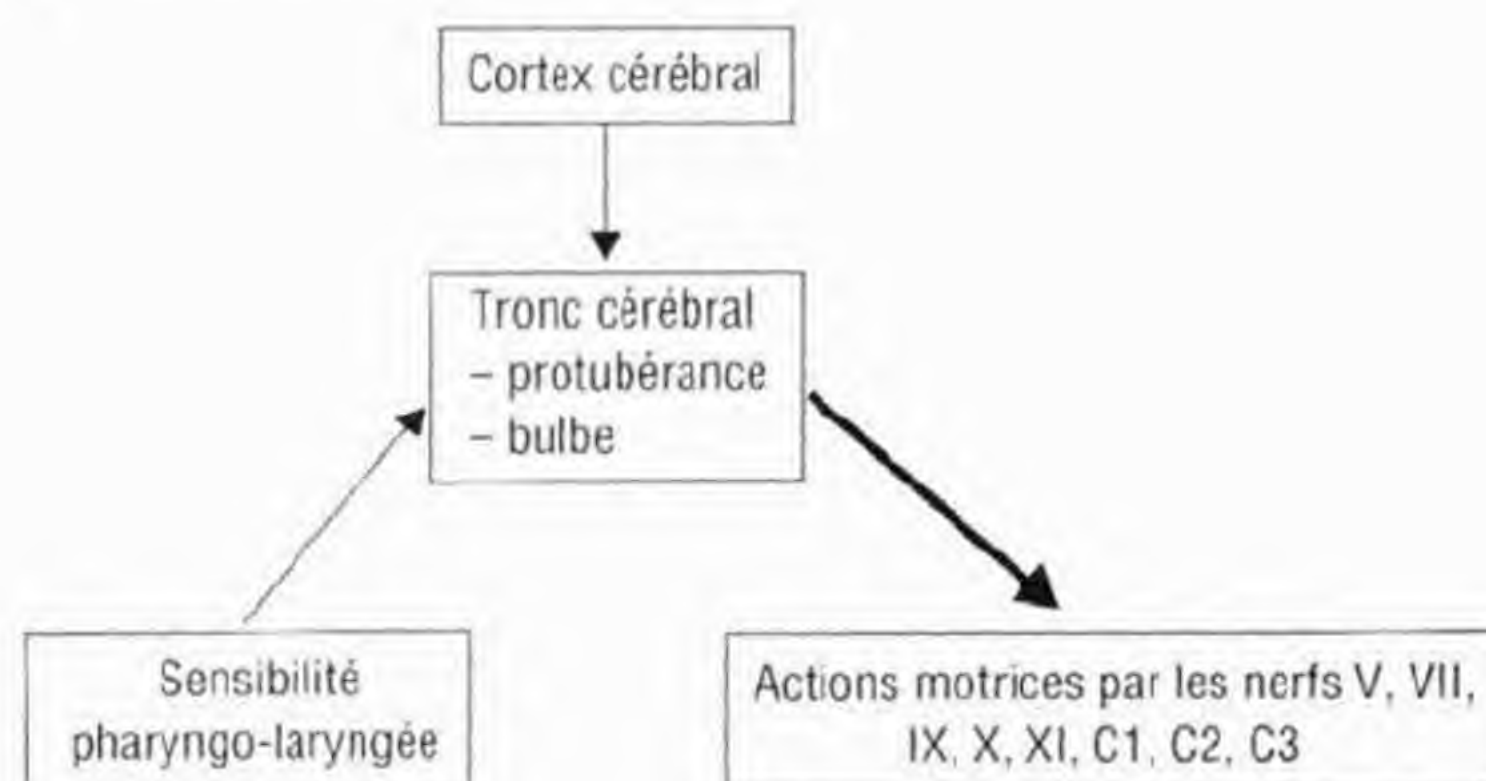 Cortex cérébral
Tronc cérébral
– protubérance
– bulbe
Sensibilité
pharyngo-laryngée
Actions motrices par les nerfs V, VII,
IX, X, XI, C1, C2, C3